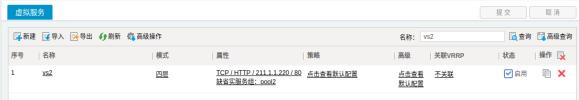 虚拟服务 提 交 取 消
新建 导入 导出 刷新 高级操作 名称: vs2 查询 高级查询
序号 名称 模式 属性 策略 高级 关联VRRP 状态 操作
1 vs2 四层 TCP / HTTP / 211.1.1.220 / 80 点击查看默认配置 点击查看 不关联 启用
缺省实服务组: pool2 默认配置